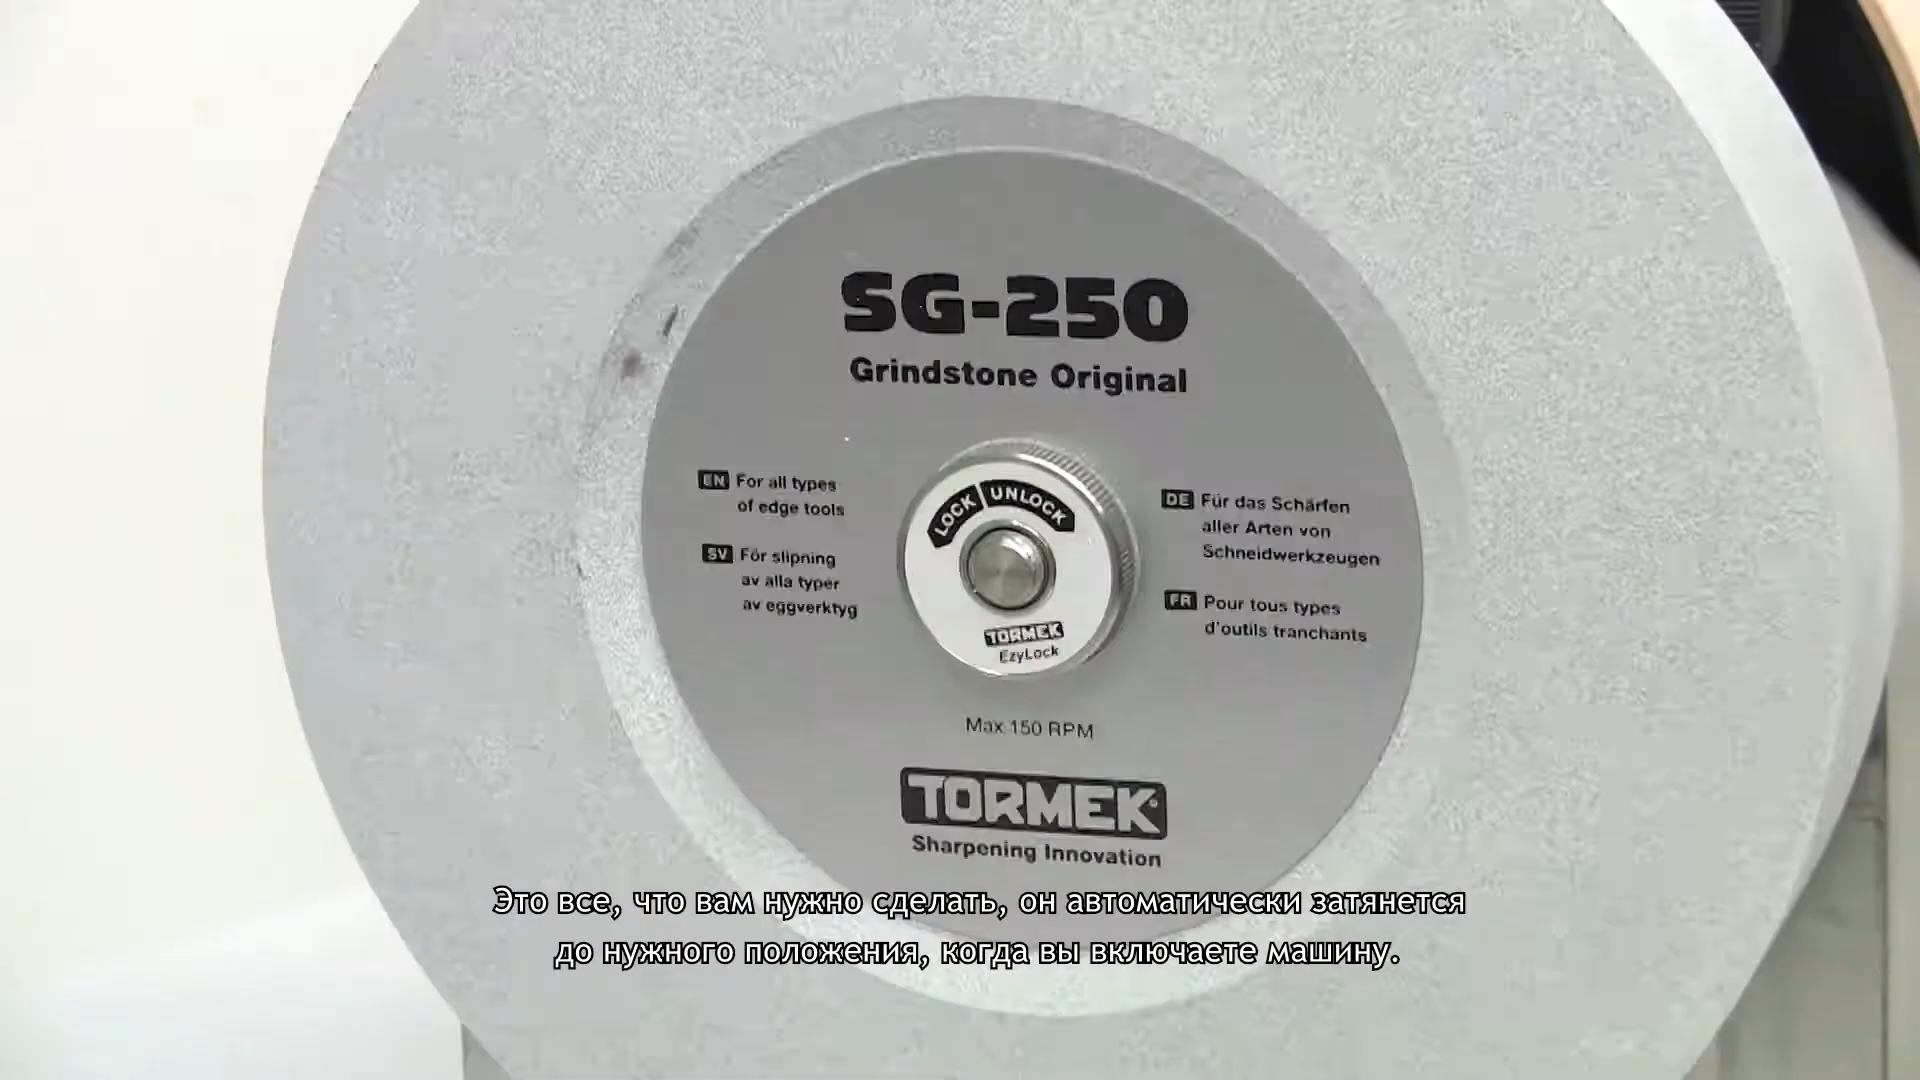 SG-250
Grindstone Original
EN For all types
of edge tools
SV För slipning
av alla typer
av eggverktyg
LOCK UNLOCK
TORMEK
EzyLock
DE Für das Schärfen
aller Arten von
Schneidwerkzeugen
FR Pour tous types
d'outils tranchants
Max 150 RPM
TORMEK
Sharpening Innovation
Это все, что вам нужно сделать, он автоматически затянется
до нужного положения, когда вы включаете машину.